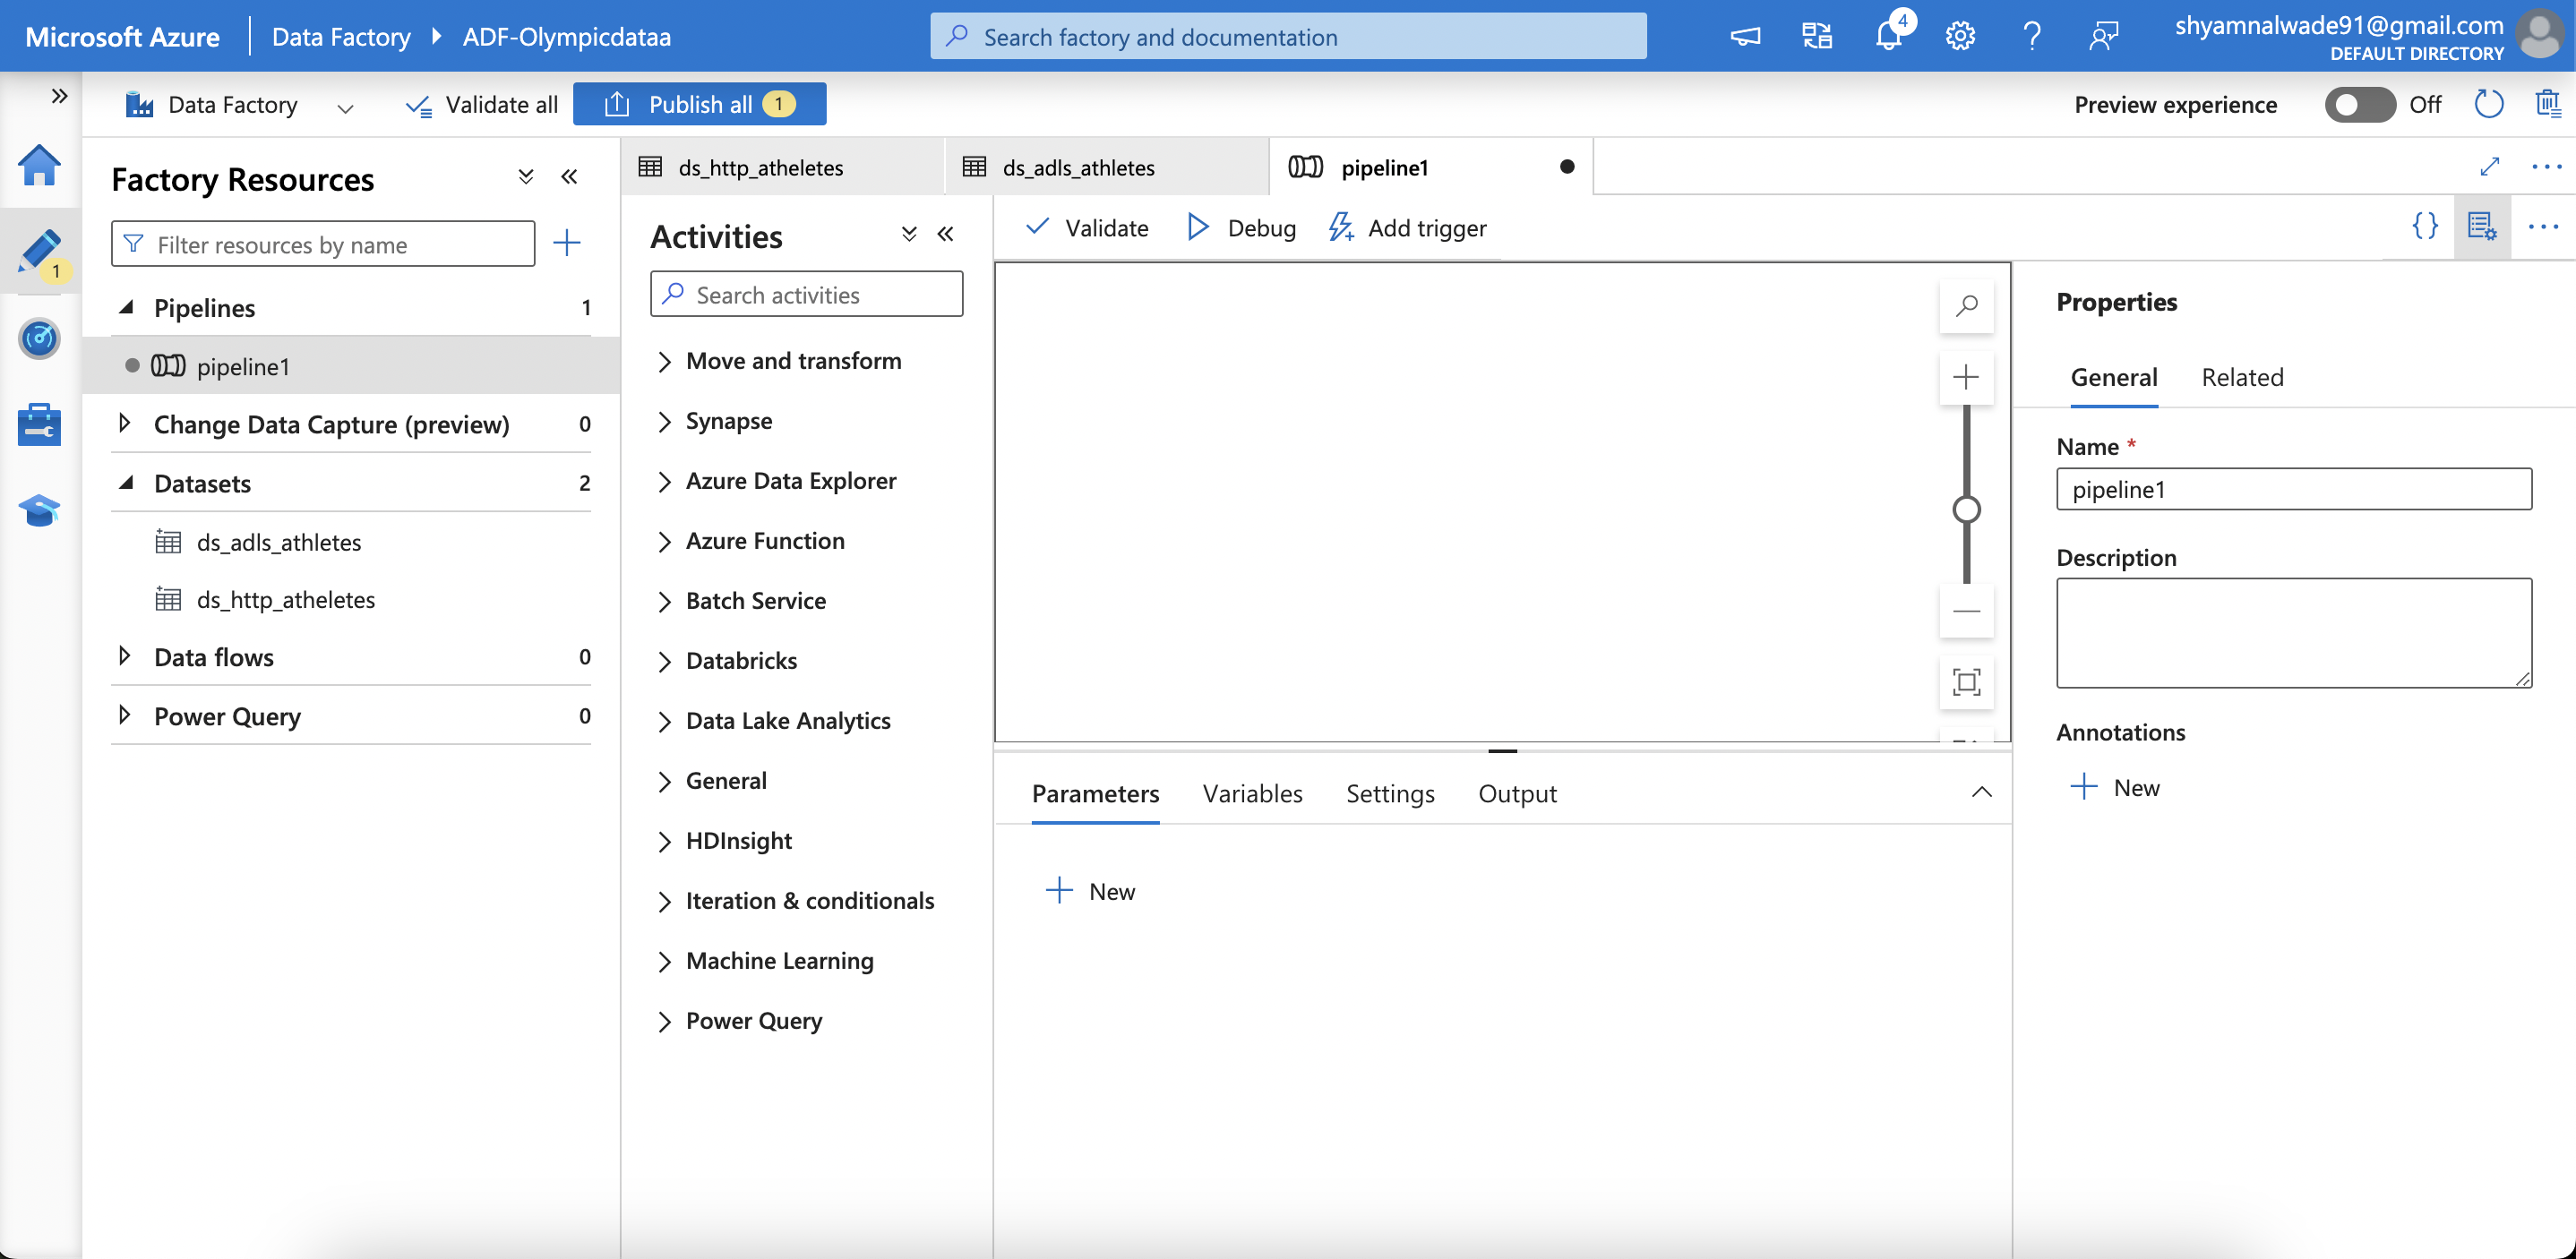 Microsoft Azure
Data Factory
ADF-Olympicdataa
Search factory and documentation
4
shyamnalwade91@gmail.com
DEFAULT DIRECTORY
Data Factory
Validate all
Publish all
1
Preview experience
Off
1
Factory Resources
Filter resources by name
Pipelines
1
pipeline1
Change Data Capture (preview)
0
Datasets
2
ds_adls_athletes
ds_http_atheletes
Data flows
0
Power Query
0
ds_http_atheletes
ds_adls_athletes
pipeline1
Activities
Search activities
Move and transform
Synapse
Azure Data Explorer
Azure Function
Batch Service
Databricks
Data Lake Analytics
General
HDInsight
Iteration & conditionals
Machine Learning
Power Query
Validate
Debug
Add trigger
{}
Parameters
Variables
Settings
Output
New
Properties
General
Related
Name *
pipeline1
Description
Annotations
New